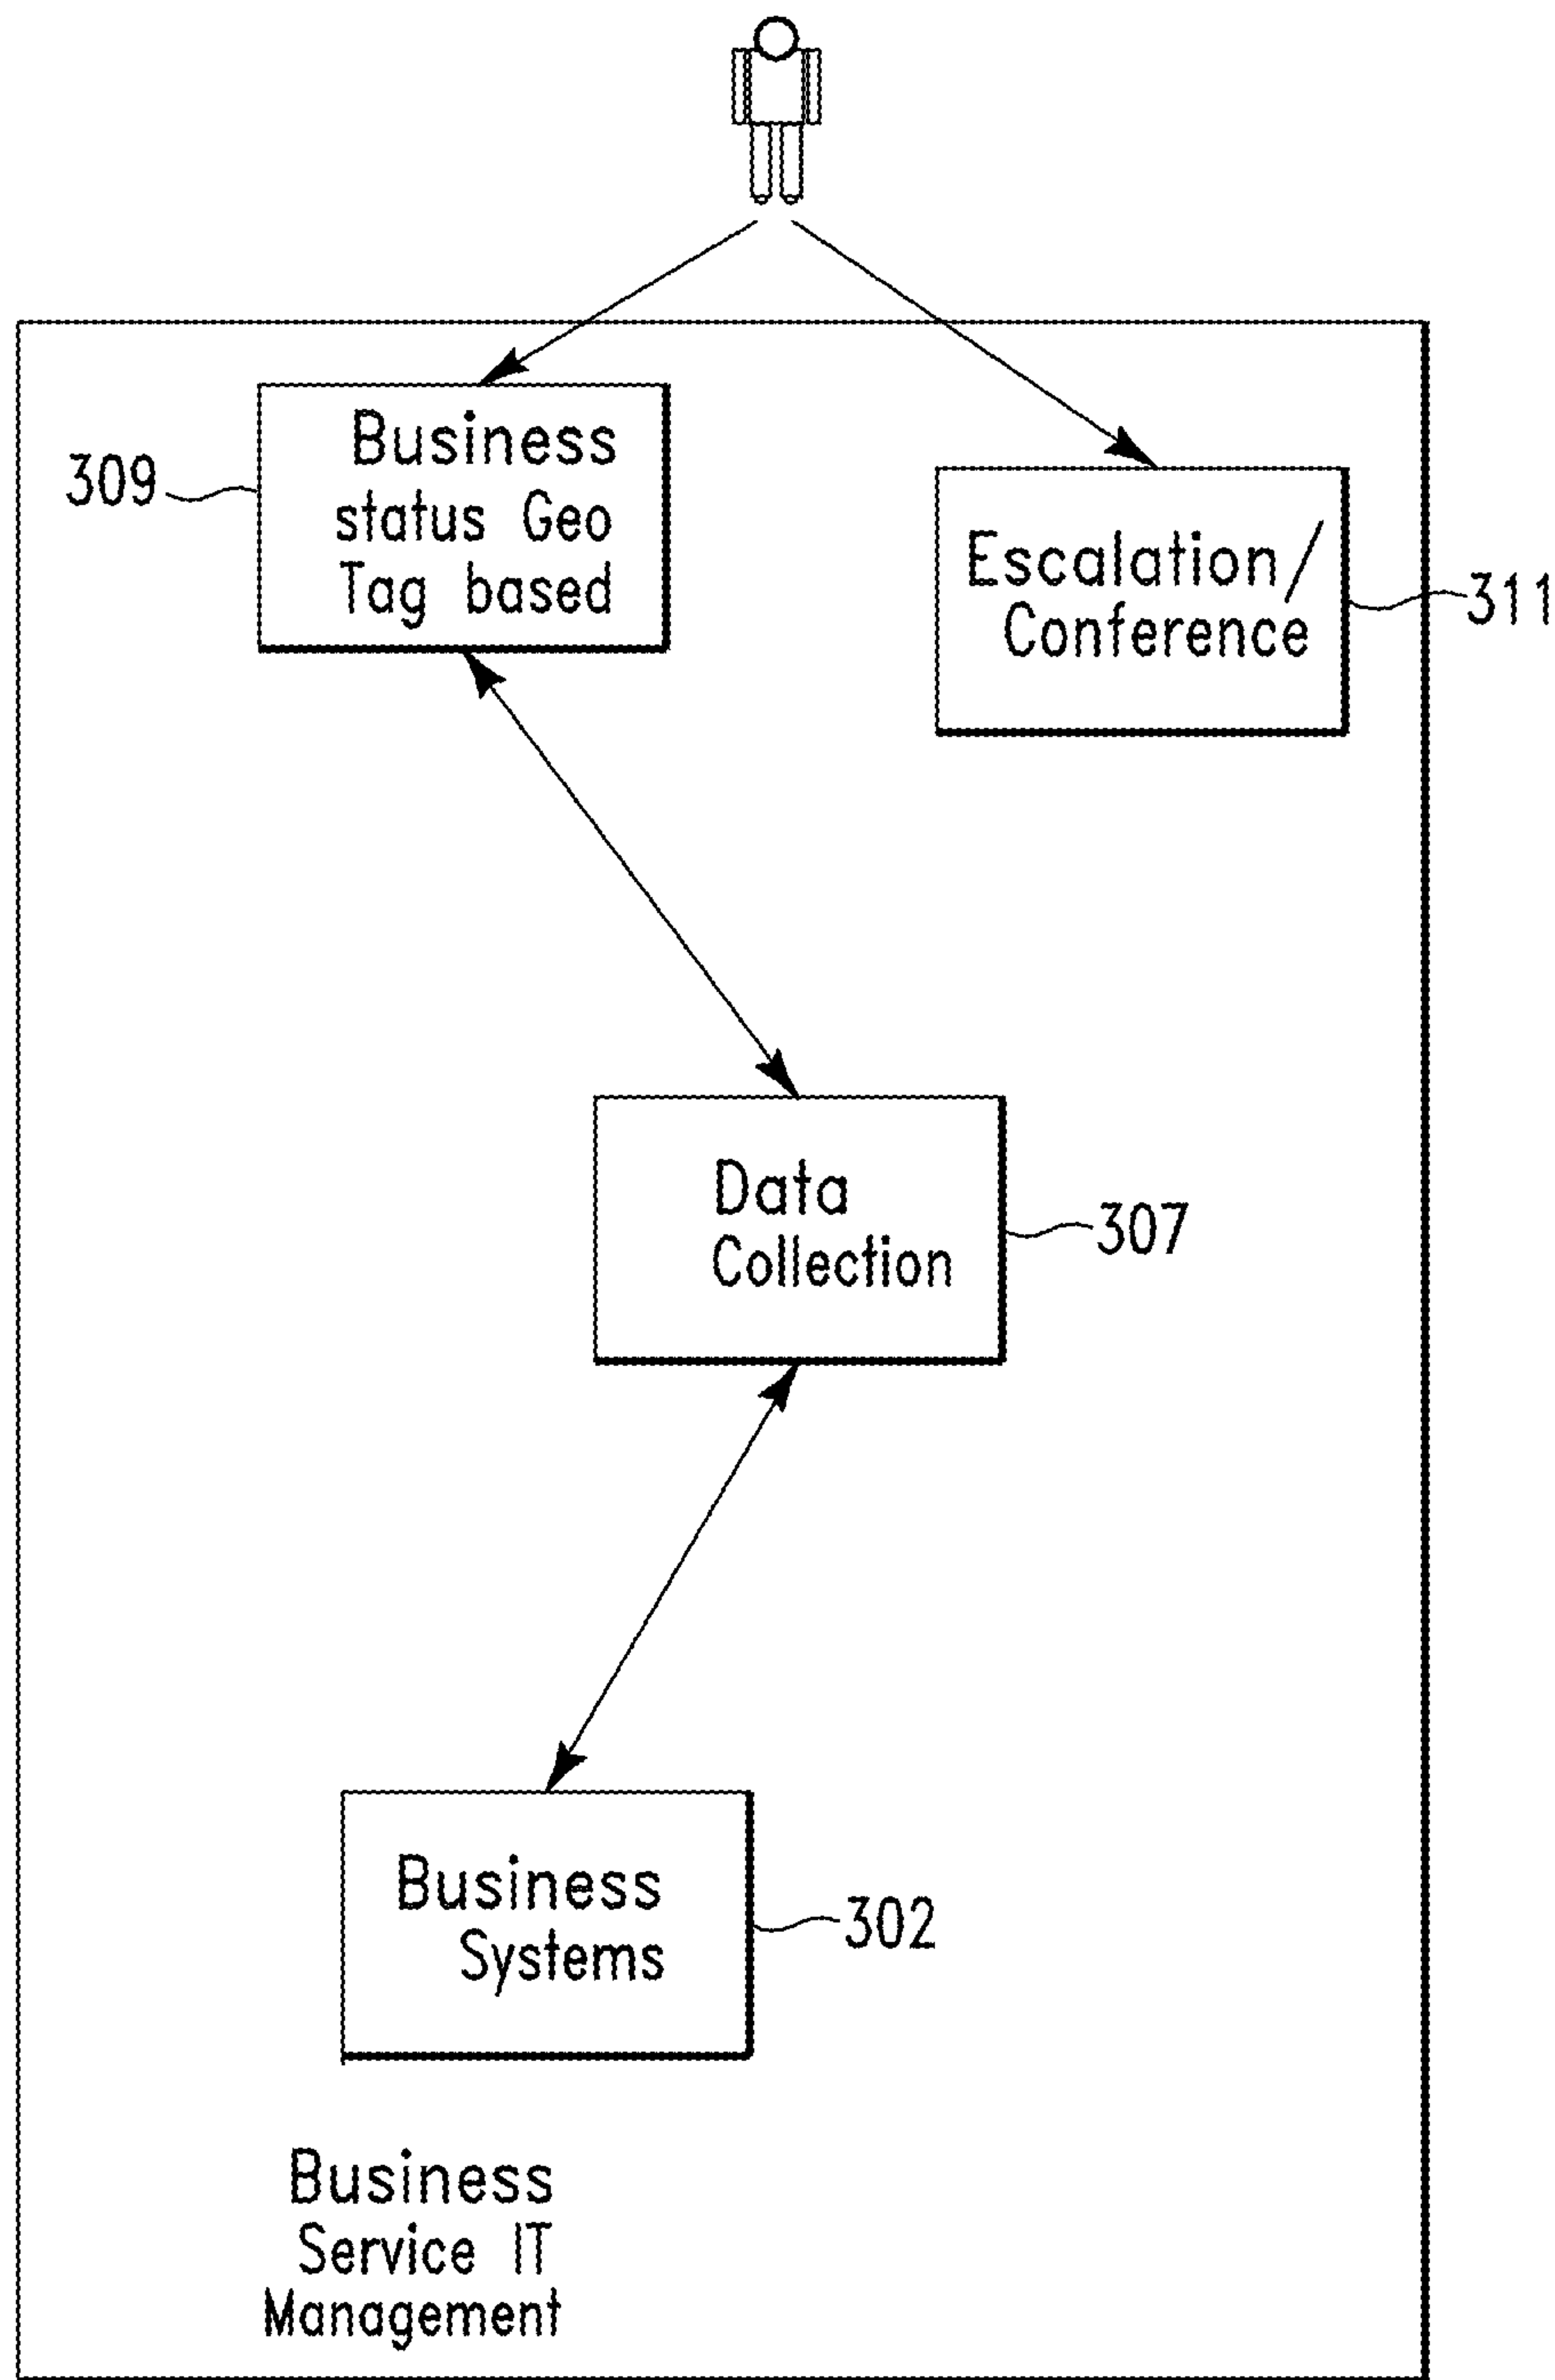 Business
status Geo
Tag based
309
Escalation/
Conference
311
Data
Collection
307
Business
Systems
302
Business
Service IT
Management